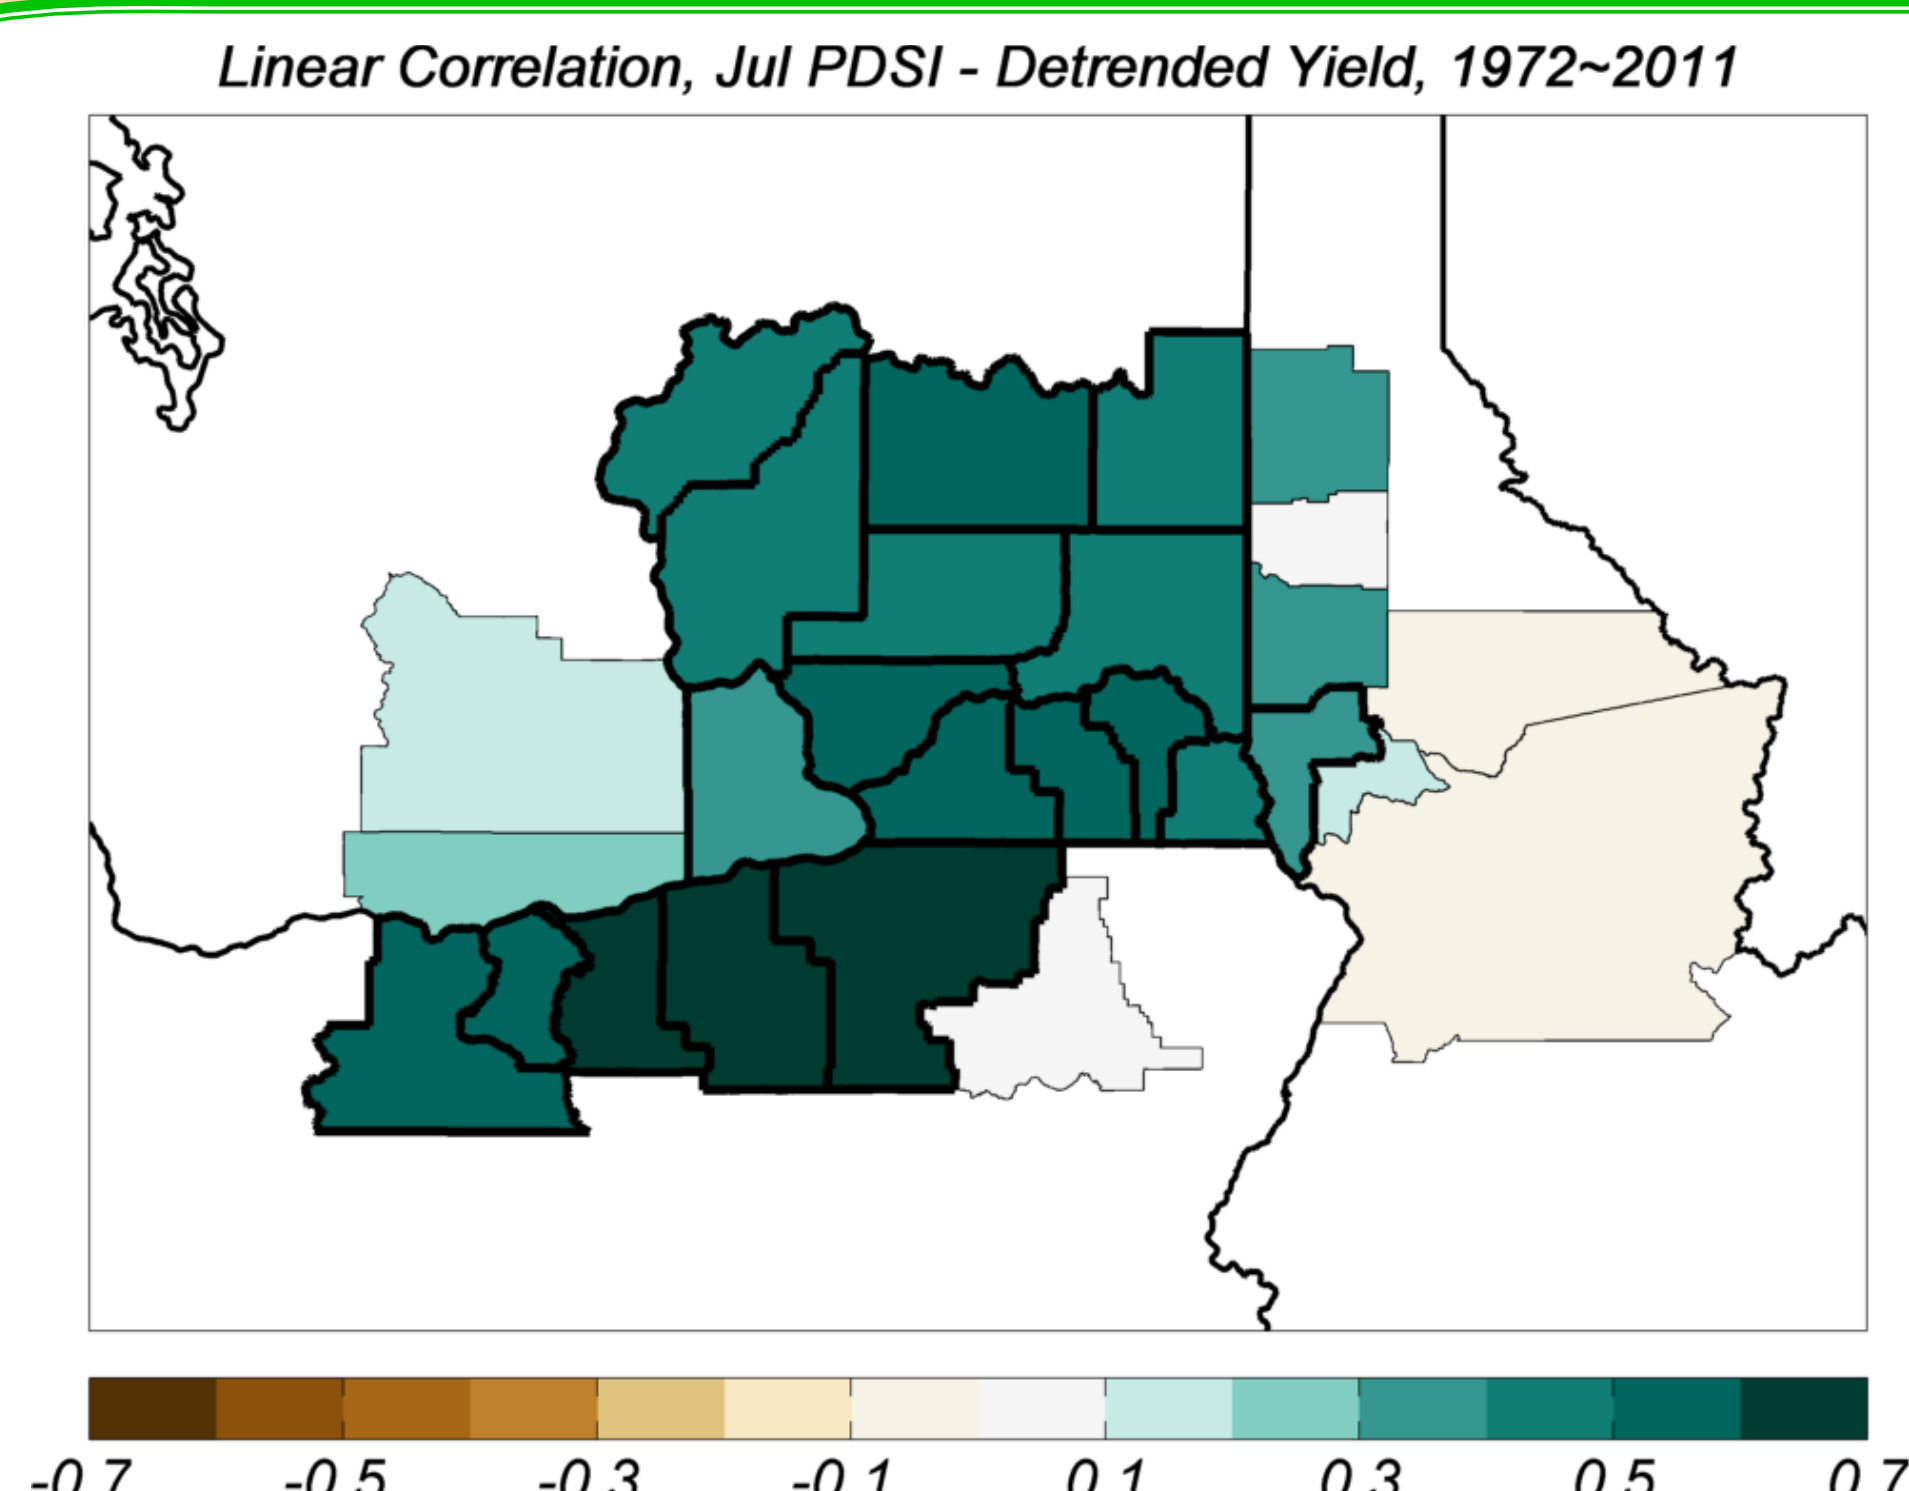 Linear Correlation, Jul PDSI - Detrended Yield, 1972~2011
-0.7 -0.5 -0.3 -0.1 0.1 0.3 0.5 0.7